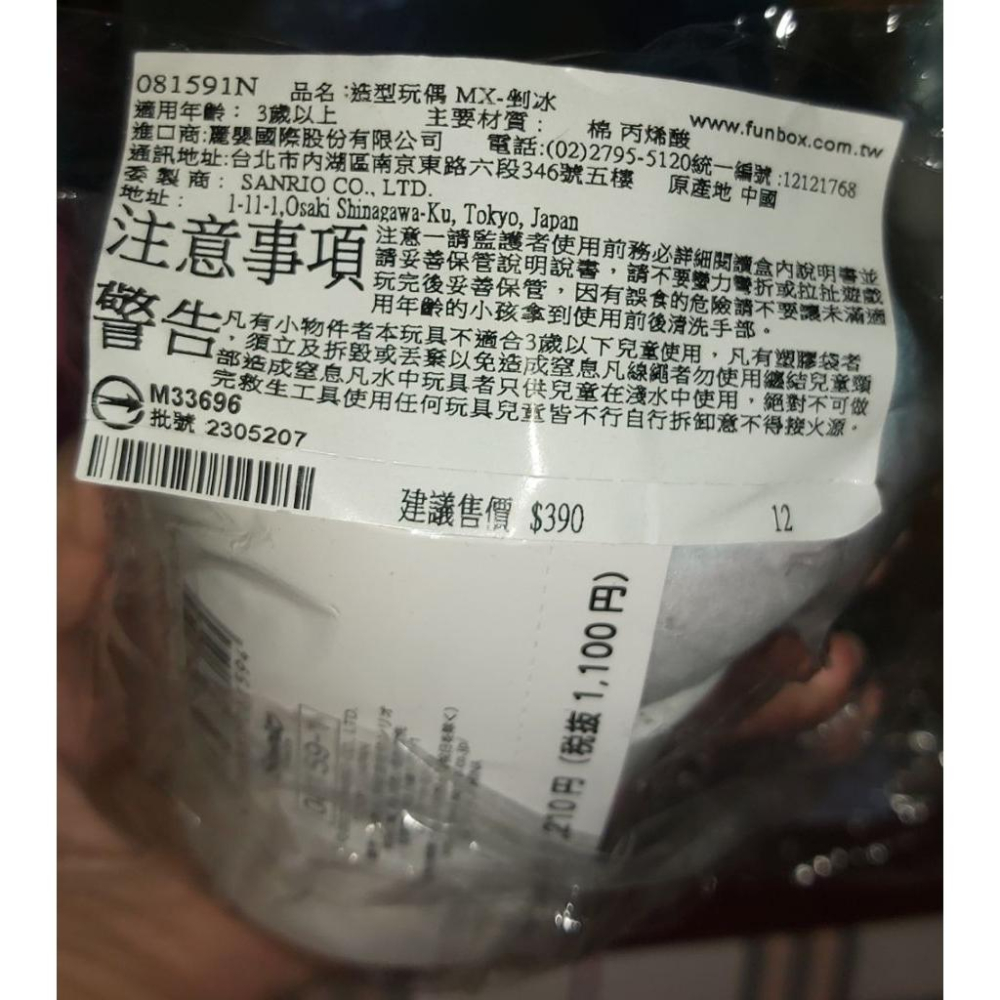 081591N 品名:造型玩偶 MX-剉冰
適用年齡: 3歲以上 主要材質: 棉 丙烯酸 www.funbox.com.tw
進口商:麗嬰國際股份有限公司 電話:(02)2795-5120統一編號:12121768
通訊地址:台北市內湖區南京東路六段346號五樓 原產地 中國
委製商: SANRIO CO., LTD.
地址: 1-11-1,Osaki Shinagawa-Ku, Tokyo, Japan
注意事項
注意一請監護者使用前務必詳細閱讀盒內說明書並
請妥善保管說明說書,請不要蠻力彎折或拉扯遊戲
玩完後妥善保管,因有誤食的危險請不要讓未滿適
用年齡的小孩拿到使用前後清洗手部。
警告
凡有小物件者本玩具不適合3歲以下兒童使用,凡有塑膠袋者
,須立及拆毀或丟棄以免造成窒息凡線繩者勿使用纏結兒童頸
部造成窒息凡水中玩具者只供兒童在淺水中使用,絕對不可做
完救生工具使用任何玩具兒童皆不行自行拆卸意不得接火源。
M33696
批號 2305207
建議售價 $390 12
210円 (税抜 1,100円)